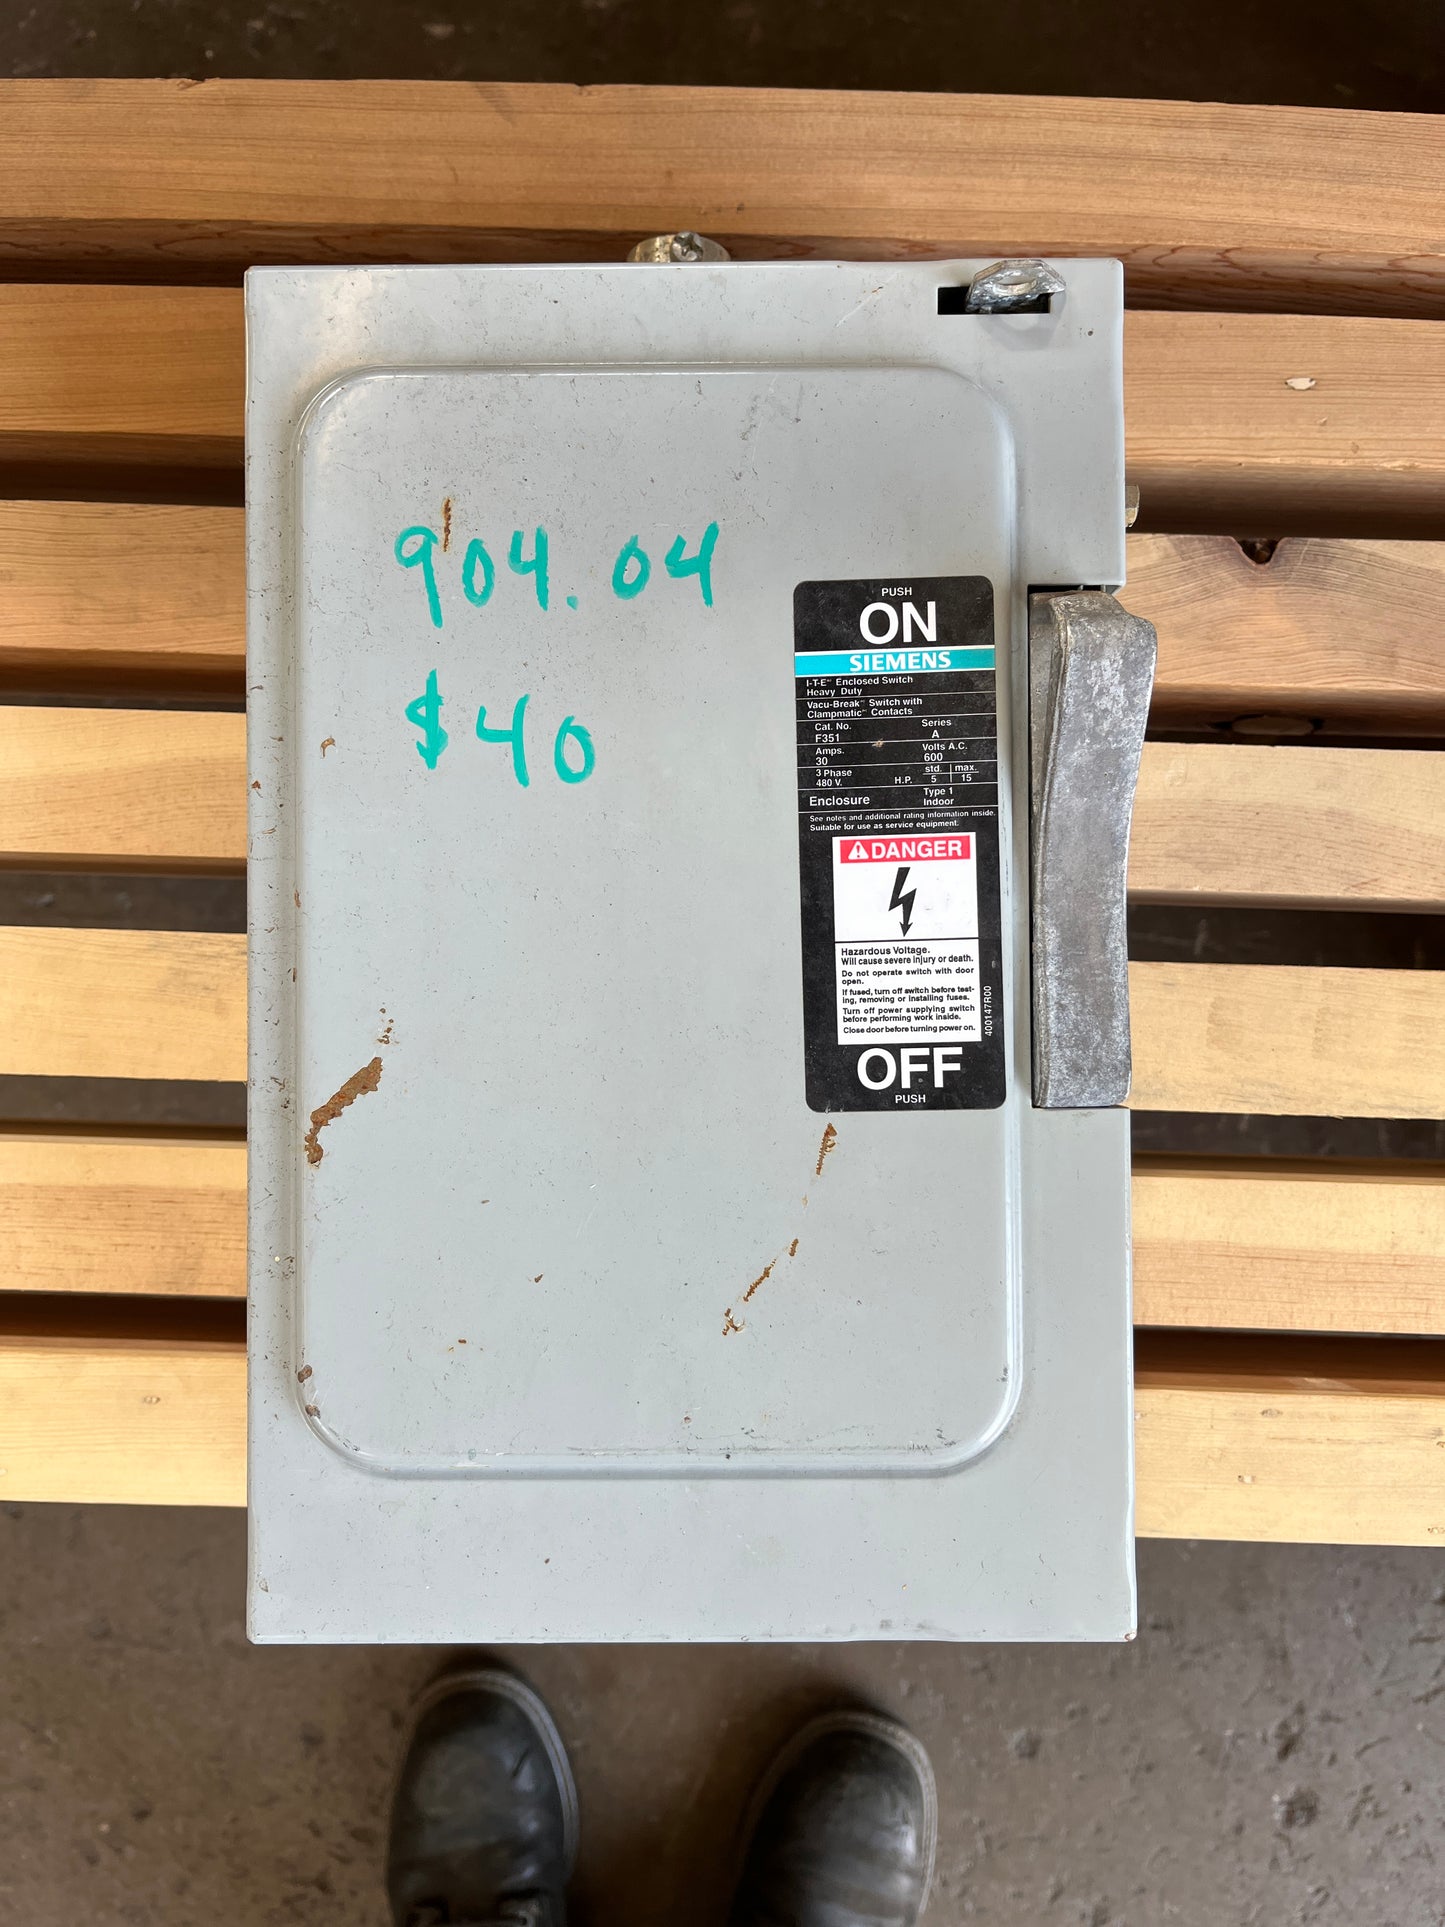 904.04
$40
PUSH
ON
SIEMENS
I-T-E Enclosed Switch
Heavy Duty
Vacu-Break Switch with
Clampmatic Contacts
Cat. No. Series
F351 A
Amps. Volts A.C.
30 600
3 Phase std. max.
480 V. H.P. 5 15
Enclosure Type 1
Indoor
See notes and additional rating information inside.
Suitable for use as service equipment.
DANGER
Hazardous Voltage.
Will cause severe injury or death.
Do not operate switch with door
open.
If fused, turn off switch before test-
ing, removing or installing fuses.
Turn off power supplying switch
before performing work inside.
Close door before turning power on.
400147R00
OFF
PUSH